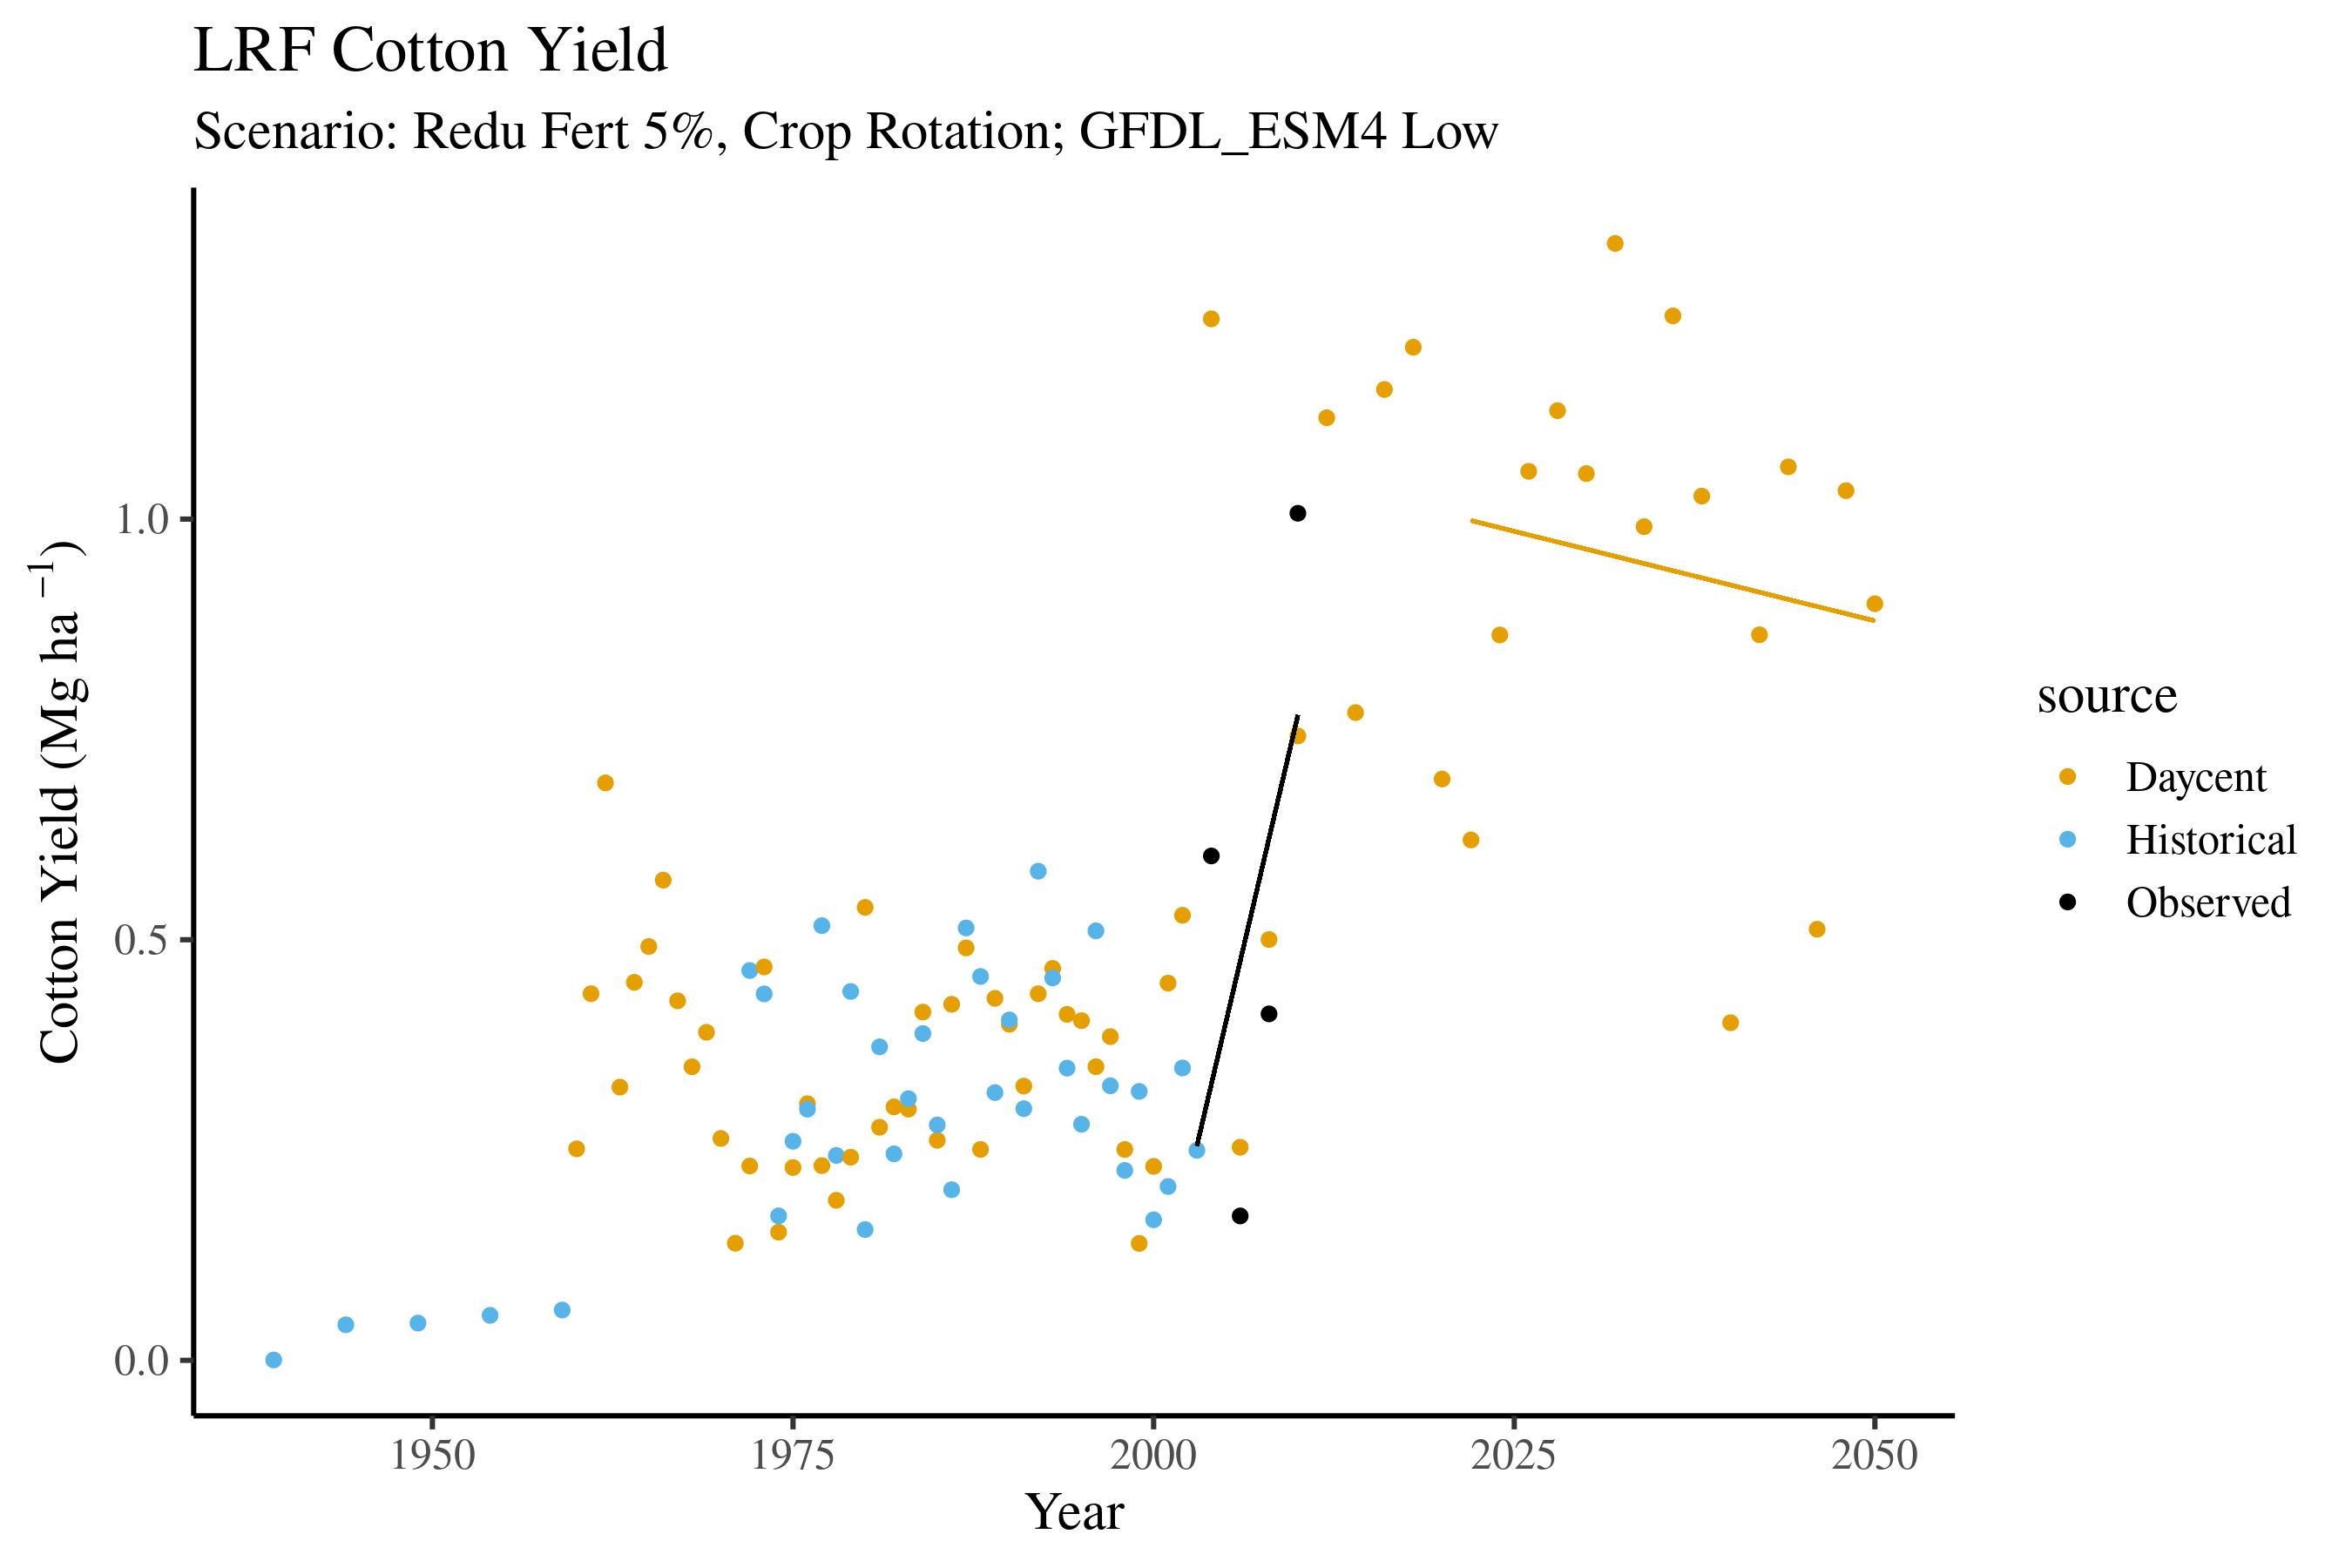 LRF Cotton Yield
Scenario: Redu Fert 5%, Crop Rotation; GFDL_ESM4 Low
Cotton Yield (Mg ha⁻¹)
1.0
0.5
0.0
1950
1975
2000
2025
2050
Year
source
Daycent
Historical
Observed